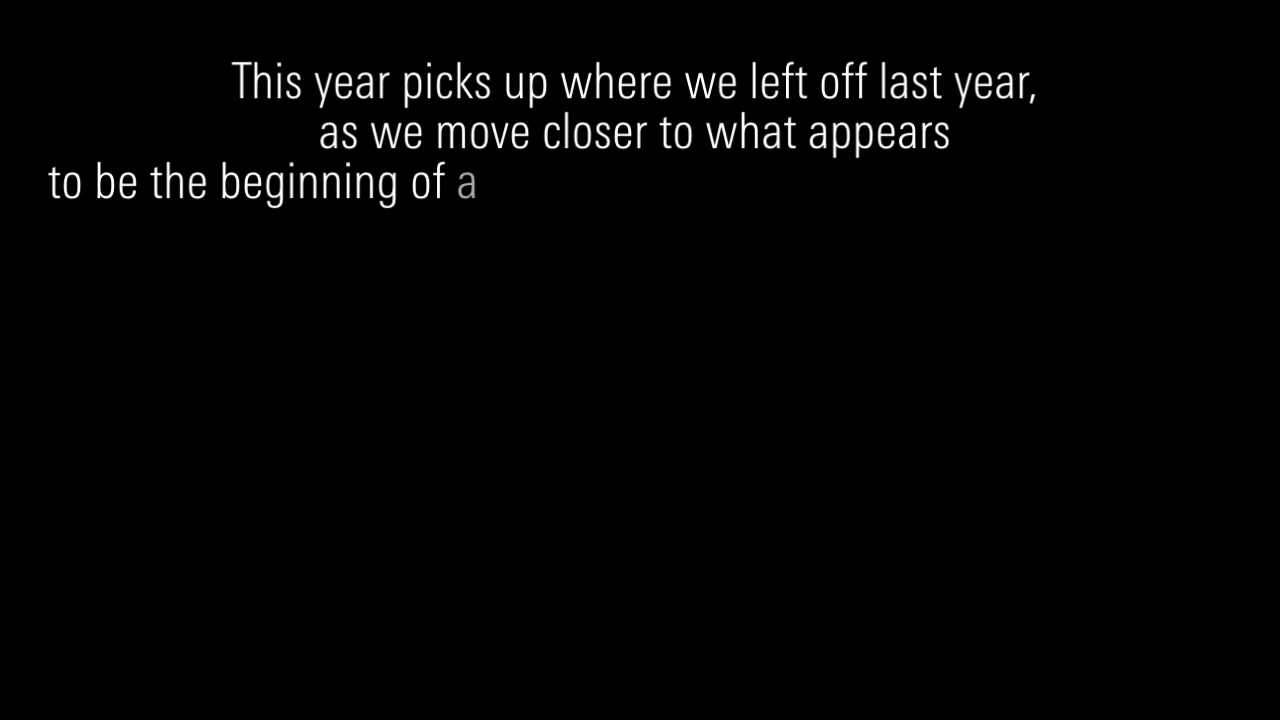 This year picks up where we left off last year,
as we move closer to what appears
to be the beginning of a